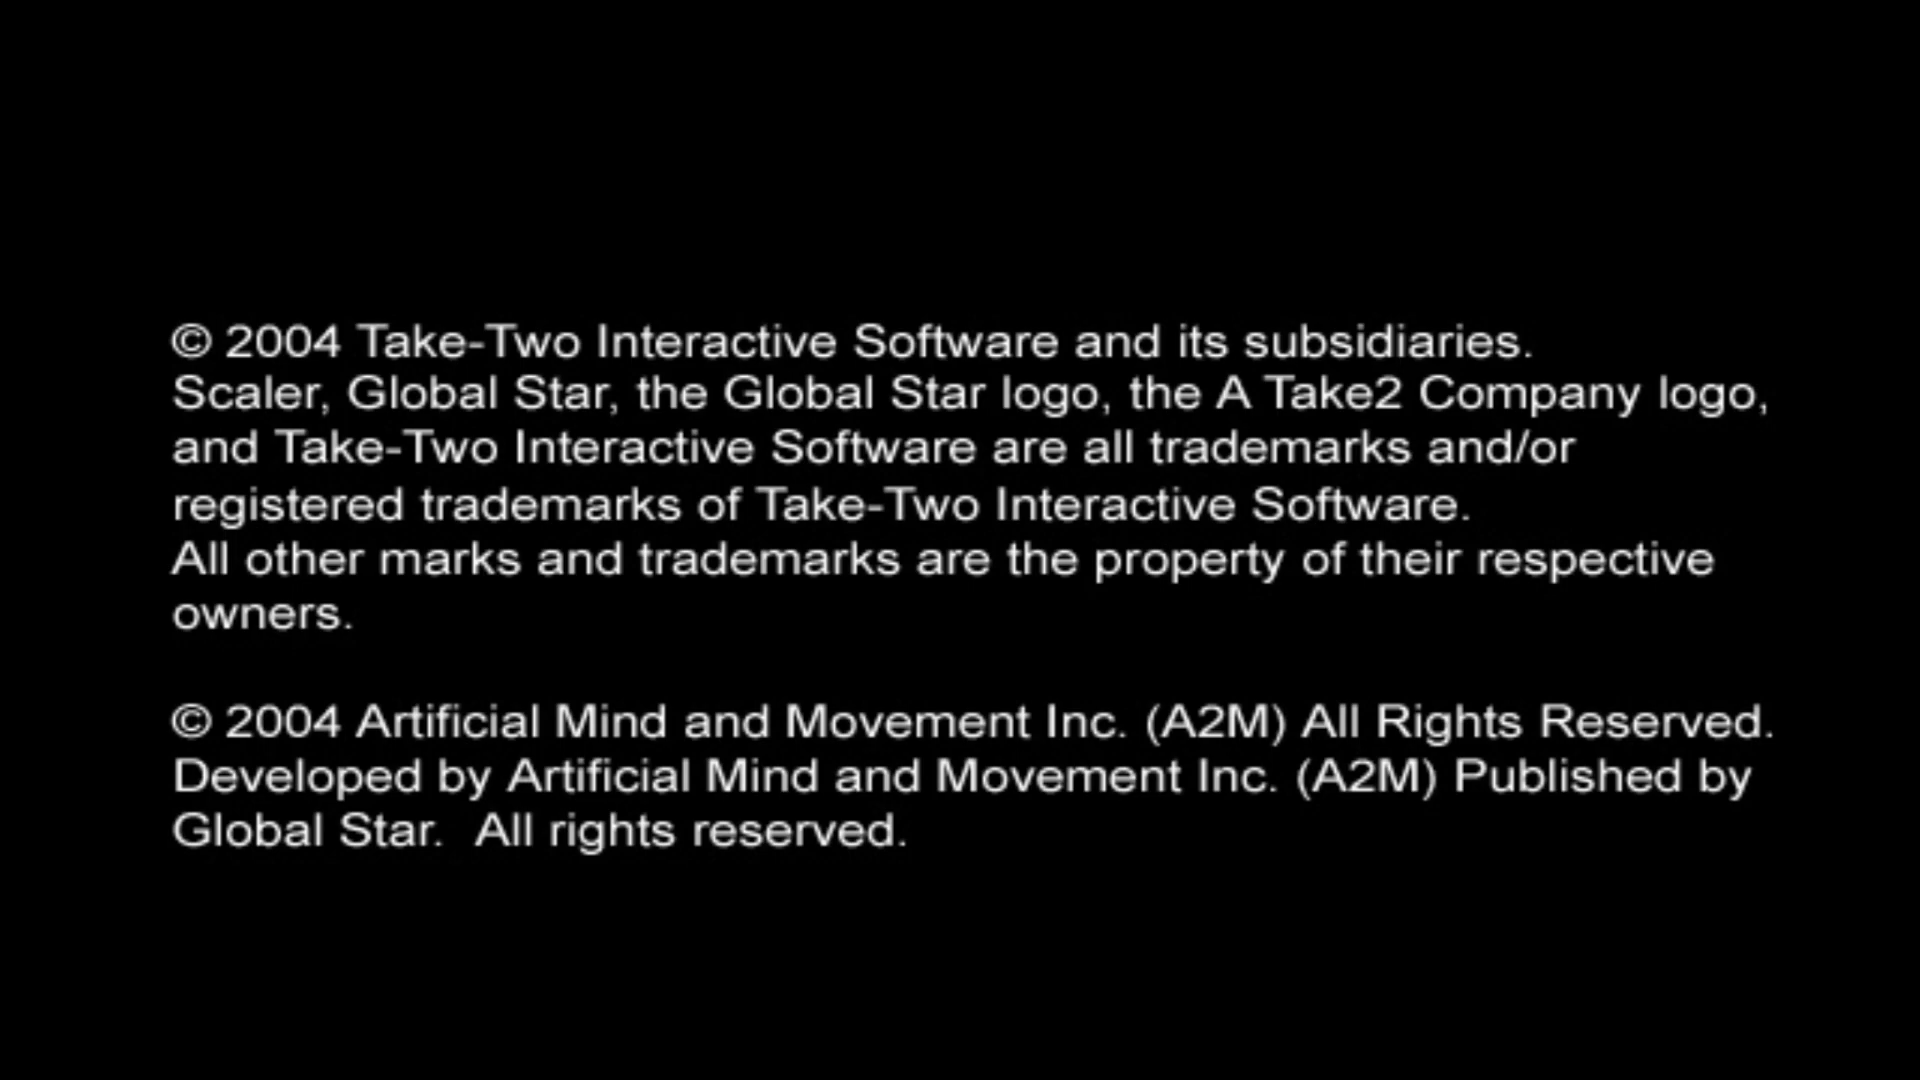 © 2004 Take-Two Interactive Software and its subsidiaries.
Scaler, Global Star, the Global Star logo, the A Take2 Company logo,
and Take-Two Interactive Software are all trademarks and/or
registered trademarks of Take-Two Interactive Software.
All other marks and trademarks are the property of their respective
owners.
© 2004 Artificial Mind and Movement Inc. (A2M) All Rights Reserved.
Developed by Artificial Mind and Movement Inc. (A2M) Published by
Global Star.  All rights reserved.